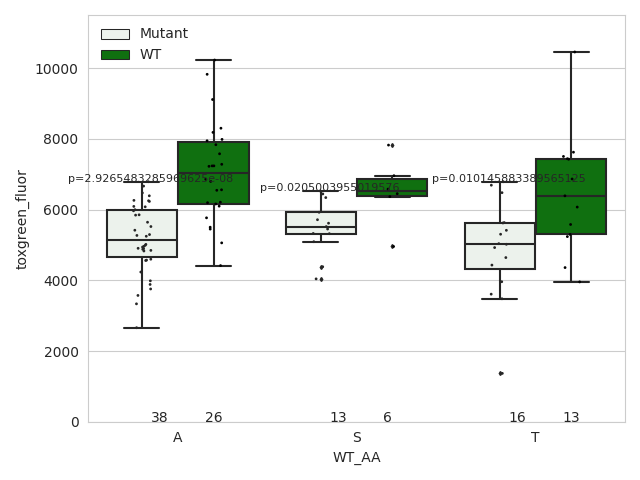 Mutant
WT
10000
8000
6000
4000
2000
0
toxgreen_fluor
p=2.9265483285969625e-08
p=0.0205003955019526
p=0.010145883389565125
38 26 13 6 16 13
A S T
WT_AA